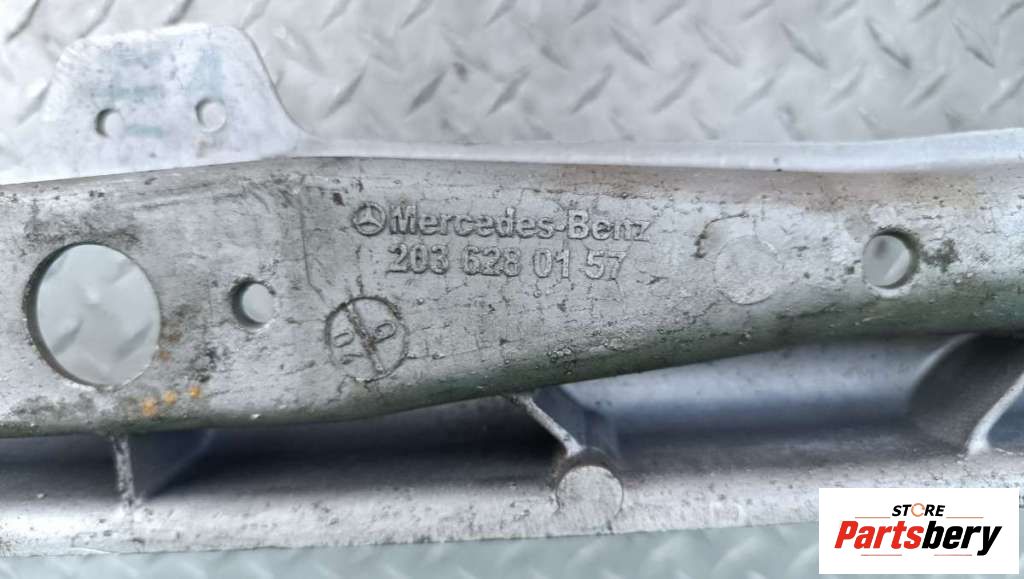 Mercedes-Benz
203 628 01 57
STORE
Partsbery